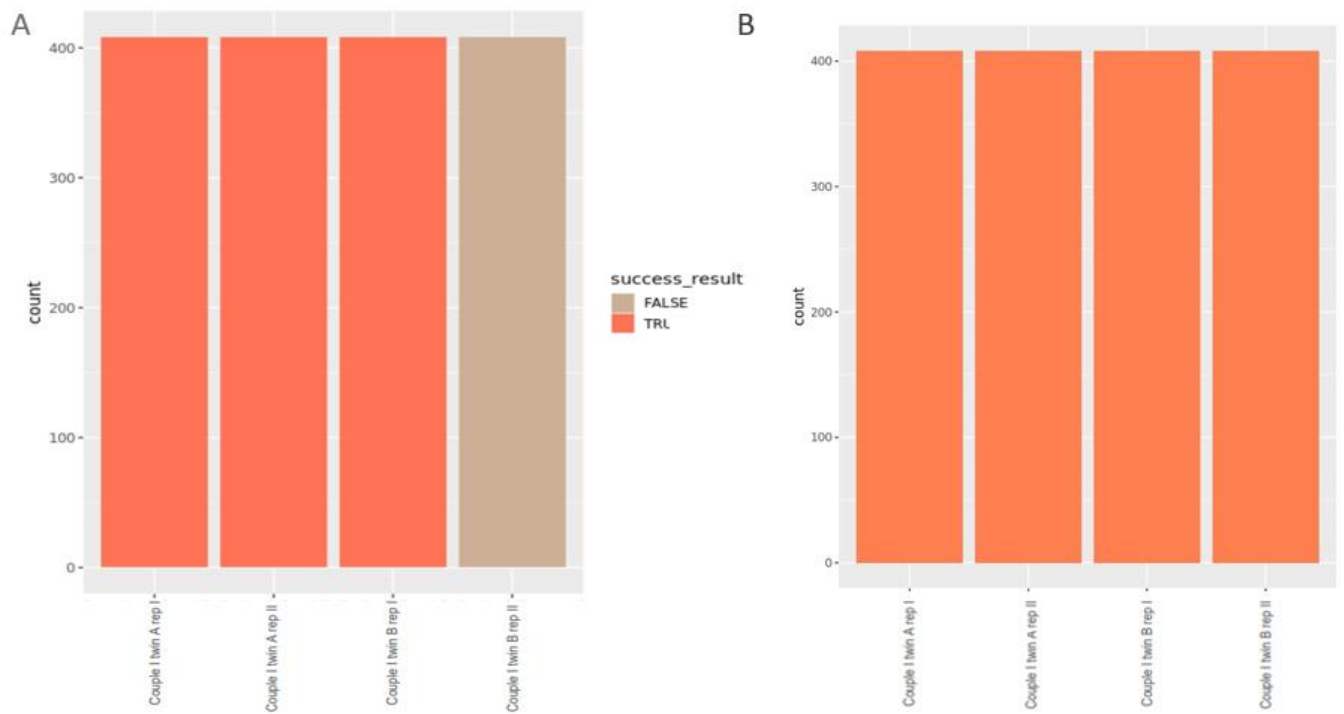 A
400
300
200
100
0
count
Couple I twin A rep I
Couple I twin A rep II
Couple I twin B rep I
Couple I twin B rep II
success_result
FALSE
TRU
B
400
300
200
100
0
count
Couple I twin A rep I
Couple I twin A rep II
Couple I twin B rep I
Couple I twin B rep II